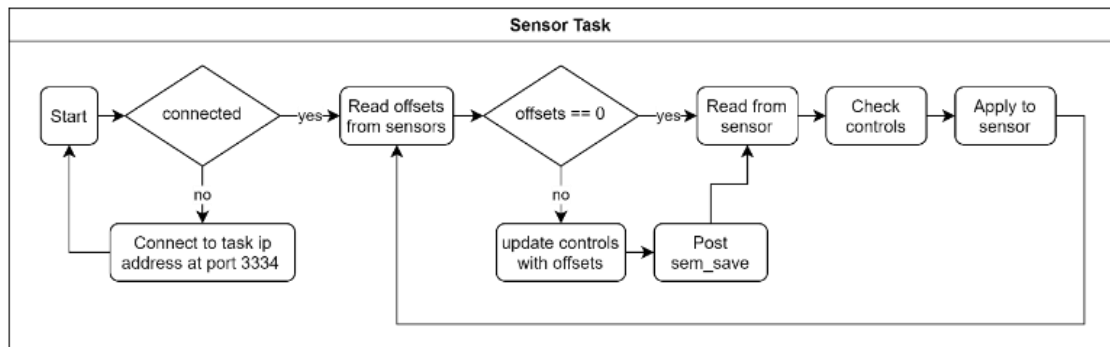 Sensor Task
Start
connected
yes
Read offsets
from sensors
offsets == 0
yes
Read from
sensor
Check
controls
Apply to
sensor
no
no
Connect to task ip
address at port 3334
update controls
with offsets
Post
sem_save